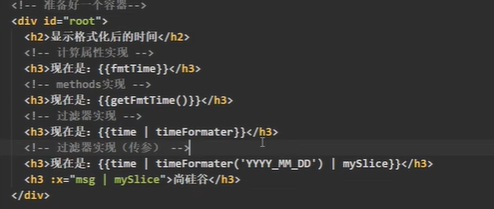 <!-- 准备好一个容器-->
<div id="root">
<h2>显示格式化后的时间</h2>
<!-- 计算属性实现 -->
<h3>现在是：{{fmtTime}}</h3>
<!-- methods实现 -->
<h3>现在是：{{getFmtTime()}}</h3>
<!-- 过滤器实现 -->
<h3>现在是：{{time | timeFormater}}</h3>
<!-- 过滤器实现（传参） -->
<h3>现在是：{{time | timeFormater('YYYY_MM_DD') | mySlice}}</h3>
<h3 :x="msg | mySlice">尚硅谷</h3>
</div>